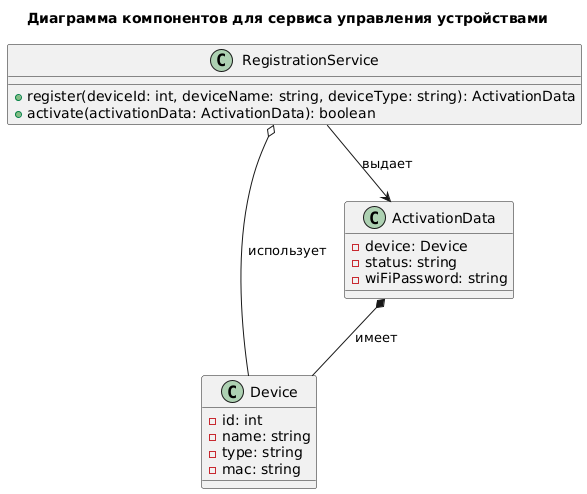 Диаграмма компонентов для сервиса управления устройствами
C RegistrationService
register(deviceId: int, deviceName: string, deviceType: string): ActivationData
activate(activationData: ActivationData): boolean
выдает
C ActivationData
device: Device
status: string
wiFiPassword: string
использует
имеет
C Device
id: int
name: string
type: string
mac: string